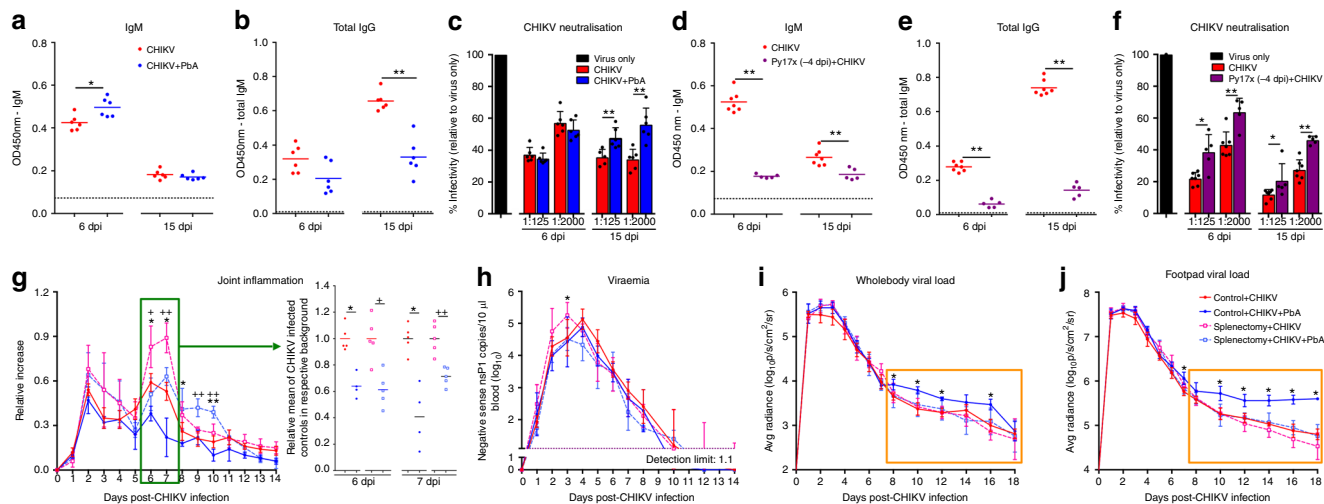 a
IgM
OD450nm - IgM
0.8
0.6
0.4
0.2
0.0
CHIKV
CHIKV+PbA
*
6 dpi
15 dpi
b
Total IgG
OD450nm - total IgG
1.0
0.8
0.6
0.4
0.2
0.0
**
6 dpi
15 dpi
c
CHIKV neutralisation
% Infectivity (relative to virus only)
100
80
60
40
20
0
Virus only
CHIKV
CHIKV+PbA
**
**
1:125
1:2000
1:125
1:2000
6 dpi
15 dpi
d
IgM
OD450 nm - IgM
0.8
0.6
0.4
0.2
0.0
CHIKV
Py17x (−4 dpi)+CHIKV
**
**
6 dpi
15 dpi
e
Total IgG
OD450 nm - total IgG
1.0
0.8
0.6
0.4
0.2
0.0
**
**
6 dpi
15 dpi
f
CHIKV neutralisation
% Infectivity (relative to virus only)
100
80
60
40
20
0
Virus only
CHIKV
Py17x (−4 dpi)+CHIKV
*
**
*
**
1:125
1:2000
1:125
1:2000
6 dpi
15 dpi
g
Joint inflammation
Relative increase
1.2
0.9
0.6
0.3
0.0
+
*
++
*
*
++
++
**
0 1 2 3 4 5 6 7 8 9 10 11 12 13 14
Days post-CHIKV infection
Relative mean of CHIKV infected
controls in respective background
1.4
1.2
1.0
0.8
0.6
0.4
0.2
0.0
*
+
*
++
6 dpi
7 dpi
h
Viraemia
Negative sense nsP1 copies/10 µl
blood (log10)
6
5
4
3
2
1
1
0
*
Detection limit: 1.1
0 1 2 3 4 5 6 7 8 9 10 11 12 13 14
Days post-CHIKV infection
i
Wholebody viral load
Avg radiance (log10p/s/cm2/sr)
6
5
4
3
2
* * * * *
0 1 2 3 4 5 6 7 8 10 12 14 16 18
Days post-CHIKV infection
j
Footpad viral load
Avg radiance (log10p/s/cm2/sr)
8
7
6
5
4
Control+CHIKV
Control+CHIKV+PbA
Splenectomy+CHIKV
Splenectomy+CHIKV+PbA
* * * * * * *
0 1 2 3 4 5 6 7 8 10 12 14 16 18
Days post-CHIKV infection